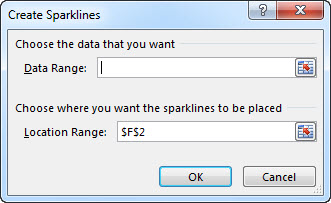 Create Sparklines
Choose the data that you want
Data Range:
Choose where you want the sparklines to be placed
Location Range: $F$2
OK Cancel